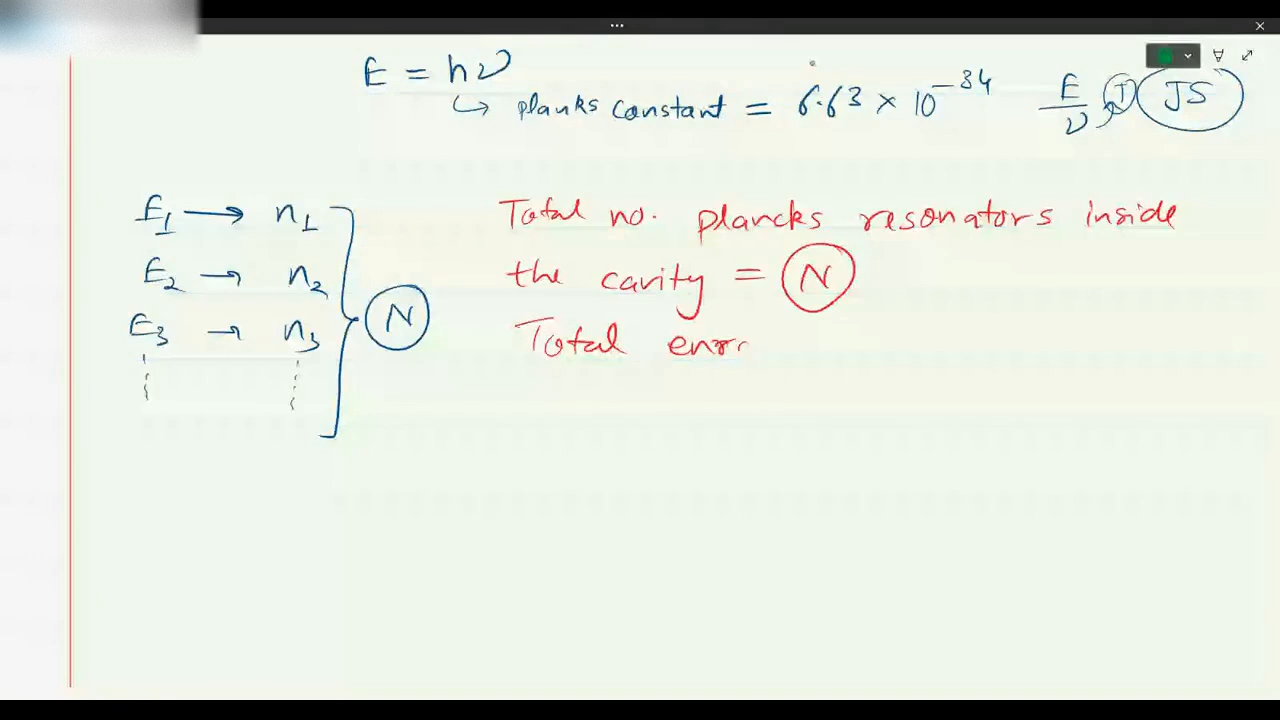 E = hν
↳ planks constant = 6.63 × 10⁻³⁴ E/ν JS
E₁ → n₁
E₂ → n₂
E₃ → n₃
N
Total no. plancks resonators inside
the cavity = N
Total